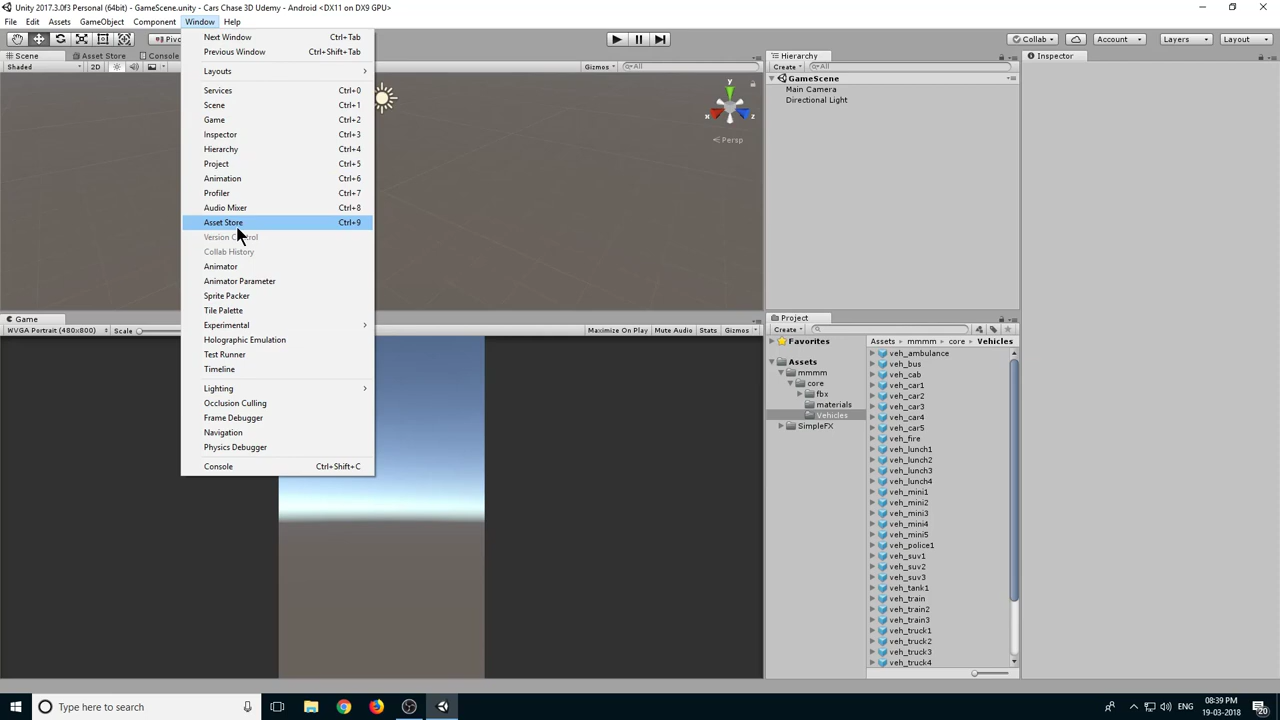 Unity 2017.3.0f3 Personal (64bit) - GameScene.unity - Cars Chase 3D Udemy - Android <DX11 on DX9 GPU>
File Edit Assets GameObject Component Window Help
Collab Account Layers Layout
Scene Asset Store Console
Shaded 2D Gizmos All
y
x z
Persp
Next Window Ctrl+Tab
Previous Window Ctrl+Shift+Tab
Layouts
Services Ctrl+0
Scene Ctrl+1
Game Ctrl+2
Inspector Ctrl+3
Hierarchy Ctrl+4
Project Ctrl+5
Animation Ctrl+6
Profiler Ctrl+7
Audio Mixer Ctrl+8
Asset Store Ctrl+9
Version Control
Collab History
Animator
Animator Parameter
Sprite Packer
Tile Palette
Experimental
Holographic Emulation
Test Runner
Timeline
Lighting
Occlusion Culling
Frame Debugger
Navigation
Physics Debugger
Console Ctrl+Shift+C
Game
WVGA Portrait (480x800) Scale Maximize On Play Mute Audio Stats Gizmos
Hierarchy
Create All
GameScene
Main Camera
Directional Light
Inspector
Project
Create
Favorites
Assets
mmmm
core
fbx
materials
Vehicles
SimpleFX
Assets mmmm core Vehicles
veh_ambulance
veh_bus
veh_cab
veh_car1
veh_car2
veh_car3
veh_car4
veh_car5
veh_fire
veh_lunch1
veh_lunch2
veh_lunch3
veh_lunch4
veh_mini1
veh_mini2
veh_mini3
veh_mini4
veh_mini5
veh_police1
veh_suv1
veh_suv2
veh_suv3
veh_tank1
veh_train
veh_train2
veh_train3
veh_truck1
veh_truck2
veh_truck3
veh_truck4
Type here to search
ENG
08:39 PM
19-03-2018
20